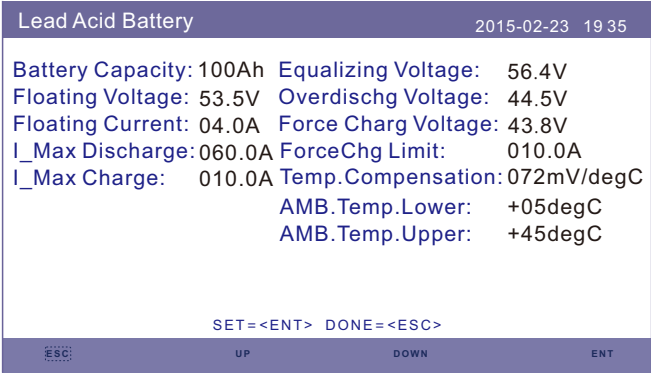 Lead Acid Battery 2015-02-23 19 35
Battery Capacity: 100Ah Equalizing Voltage: 56.4V
Floating Voltage: 53.5V Overdischg Voltage: 44.5V
Floating Current: 04.0A Force Charg Voltage: 43.8V
I_Max Discharge: 060.0A ForceChg Limit: 010.0A
I_Max Charge: 010.0A Temp.Compensation: 072mV/degC
AMB.Temp.Lower: +05degC
AMB.Temp.Upper: +45degC
SET=<ENT> DONE=<ESC>
ESC UP DOWN ENT